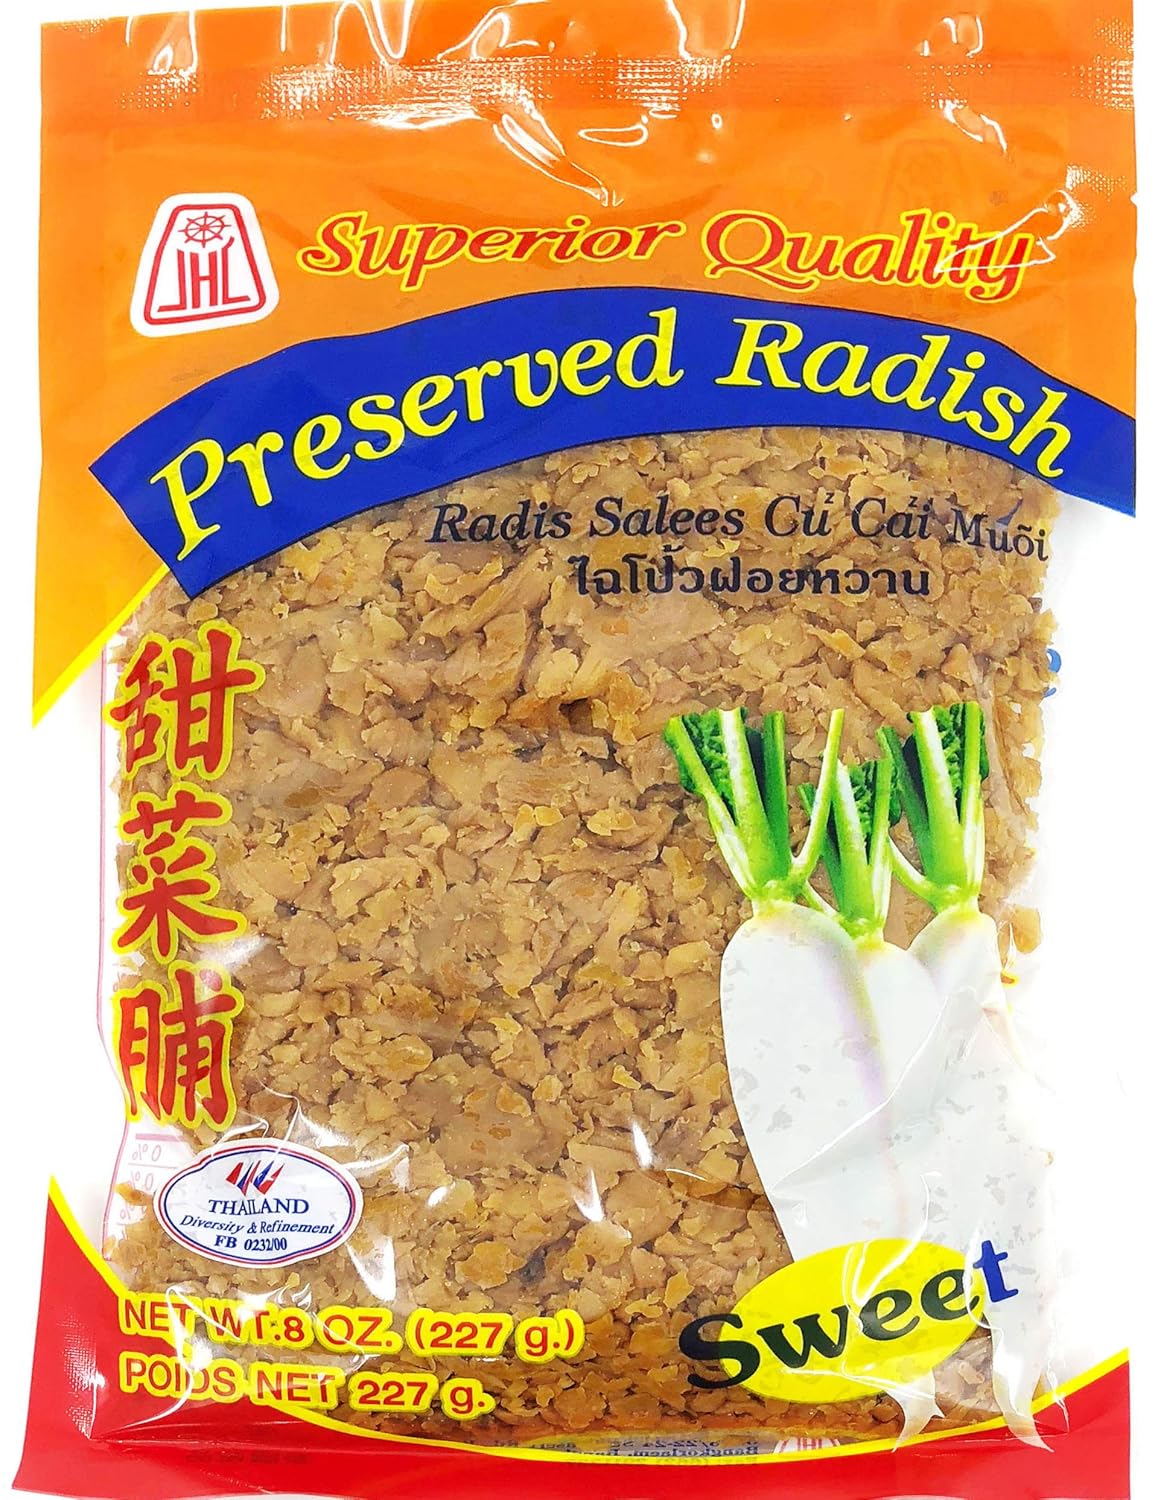 JHL
Superior Quality
Preserved Radish
Radis Salees Củ Cải Muõi
ไฉโป๊วฝอยหวาน
甜菜脯
THAILAND
Diversity & Refinement
FB 0232/00
NET WT.8 OZ. (227 g.)
POIDS NET 227 g.
Sweet